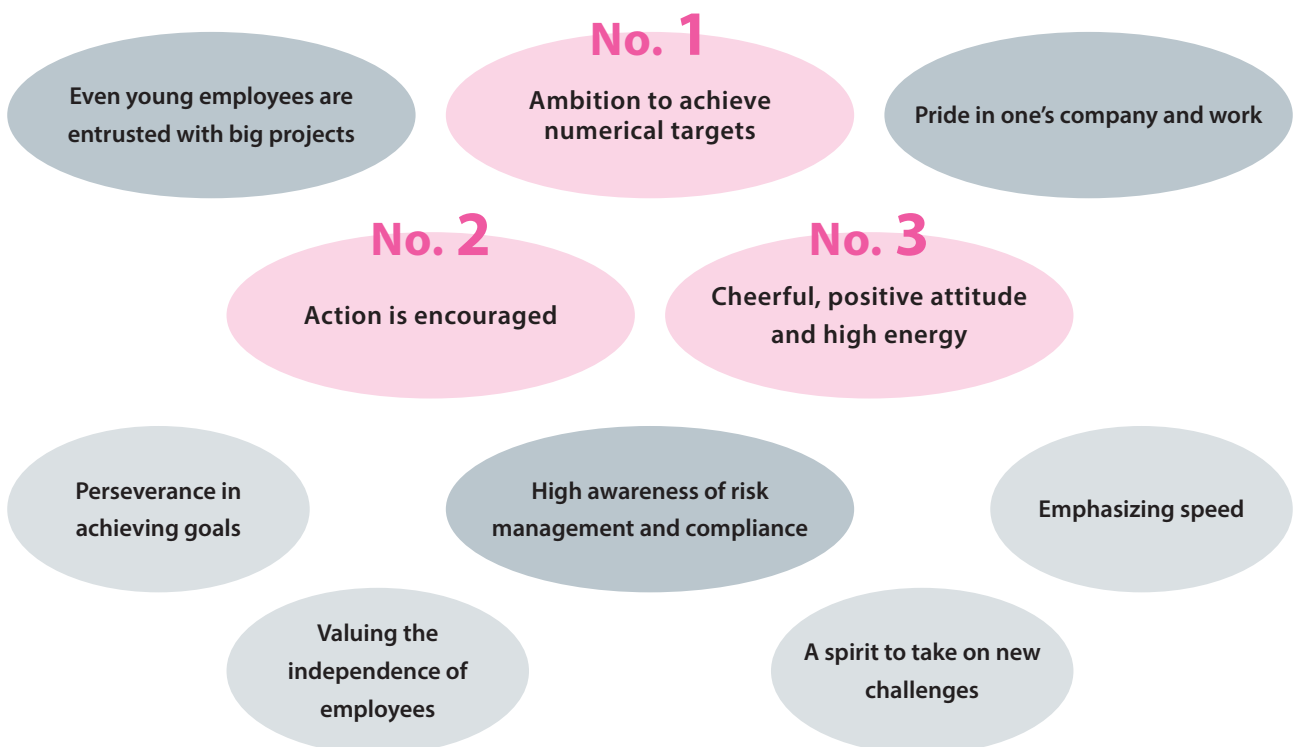 No. 1
Even young employees are
entrusted with big projects
Ambition to achieve
numerical targets
Pride in one’s company and work
No. 2
Action is encouraged
No. 3
Cheerful, positive attitude
and high energy
Perseverance in
achieving goals
High awareness of risk
management and compliance
Emphasizing speed
Valuing the
independence of
employees
A spirit to take on new
challenges